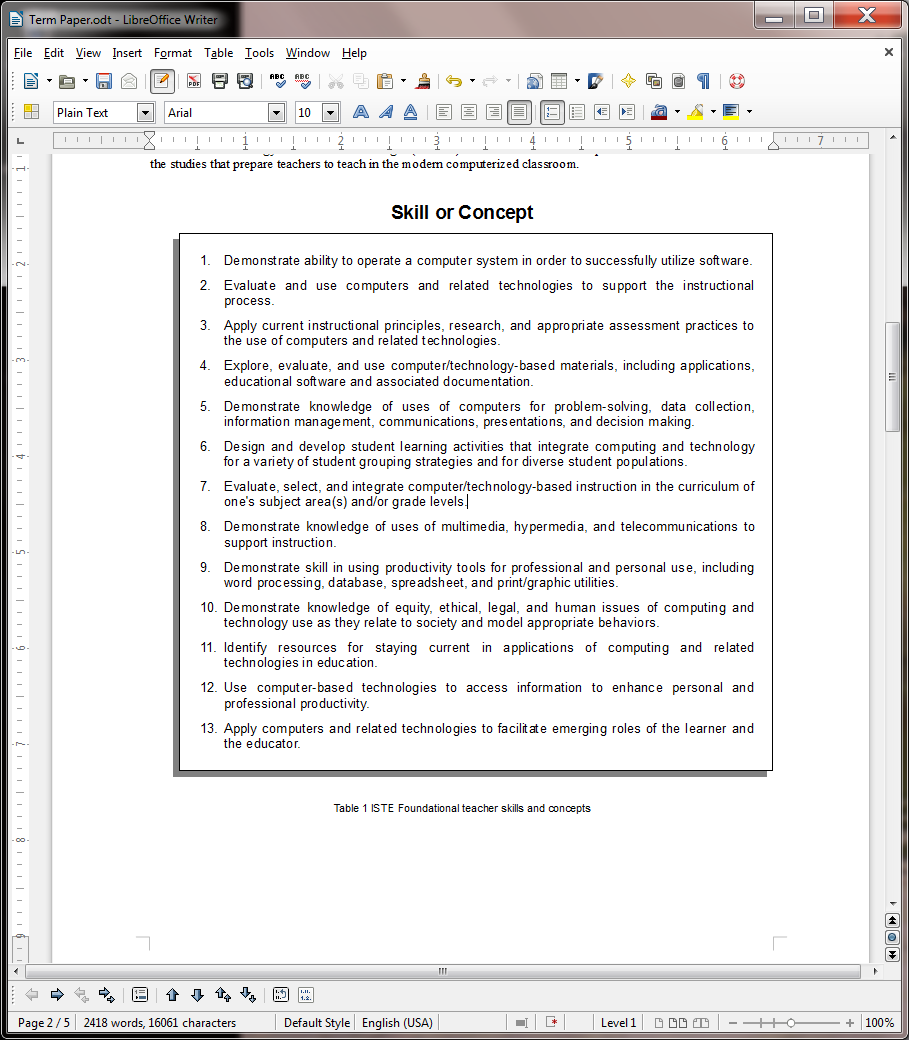 Term Paper.odt - LibreOffice Writer
File Edit View Insert Format Table Tools Window Help
Plain Text Arial 10
1 1 2 3 4 5 6 7
the studies that prepare teachers to teach in the modern computerized classroom.
Skill or Concept
1. Demonstrate ability to operate a computer system in order to successfully utilize software.
2. Evaluate and use computers and related technologies to support the instructional
process.
3. Apply current instructional principles, research, and appropriate assessment practices to
the use of computers and related technologies.
4. Explore, evaluate, and use computer/technology-based materials, including applications,
educational software and associated documentation.
5. Demonstrate knowledge of uses of computers for problem-solving, data collection,
information management, communications, presentations, and decision making.
6. Design and develop student learning activities that integrate computing and technology
for a variety of student grouping strategies and for diverse student populations.
7. Evaluate, select, and integrate computer/technology-based instruction in the curriculum of
one's subject area(s) and/or grade levels.
8. Demonstrate knowledge of uses of multimedia, hypermedia, and telecommunications to
support instruction.
9. Demonstrate skill in using productivity tools for professional and personal use, including
word processing, database, spreadsheet, and print/graphic utilities.
10. Demonstrate knowledge of equity, ethical, legal, and human issues of computing and
technology use as they relate to society and model appropriate behaviors.
11. Identify resources for staying current in applications of computing and related
technologies in education.
12. Use computer-based technologies to access information to enhance personal and
professional productivity.
13. Apply computers and related technologies to facilitate emerging roles of the learner and
the educator.
Table 1 ISTE Foundational teacher skills and concepts
Page 2 / 5 2418 words, 16061 characters Default Style English (USA) Level 1 100%